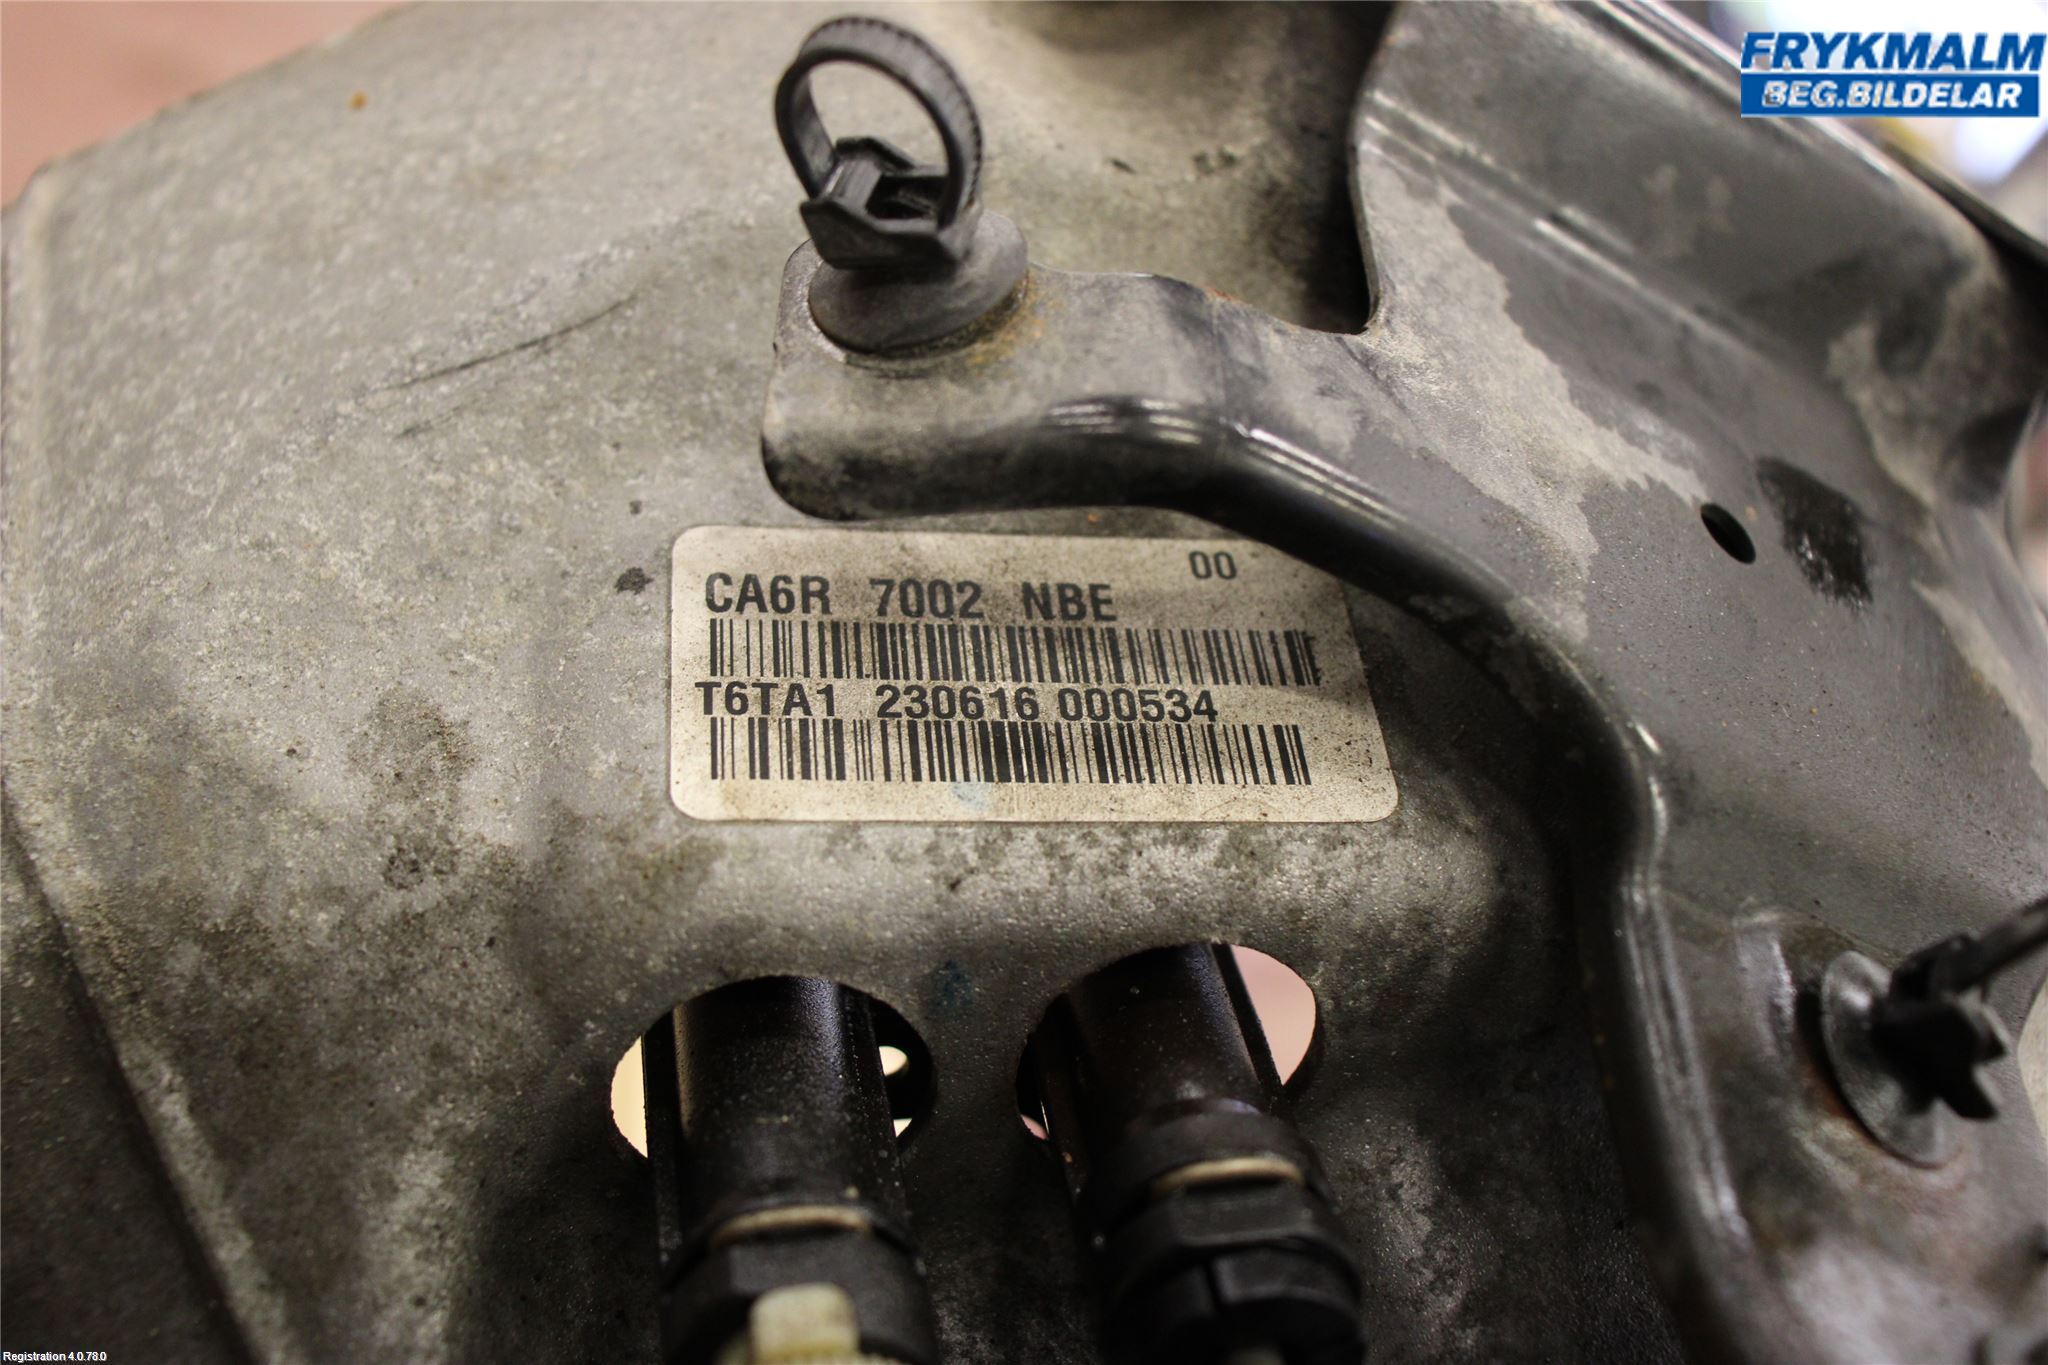 FRYKMALM
BEG.BILDELAR
00
CA6R 7002 NBE
T6TA1 230616 000534
Registration 4.0.78.0